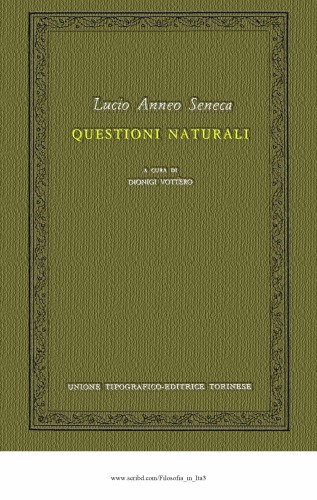 Lucio Anneo Seneca
QUESTIONI NATURALI
A CURA DI
DIONIGI VOTTERO
UNIONE TIPOGRAFICO-EDITRICE TORINESE
www.scribd.com/Filosofia_in_Ita3